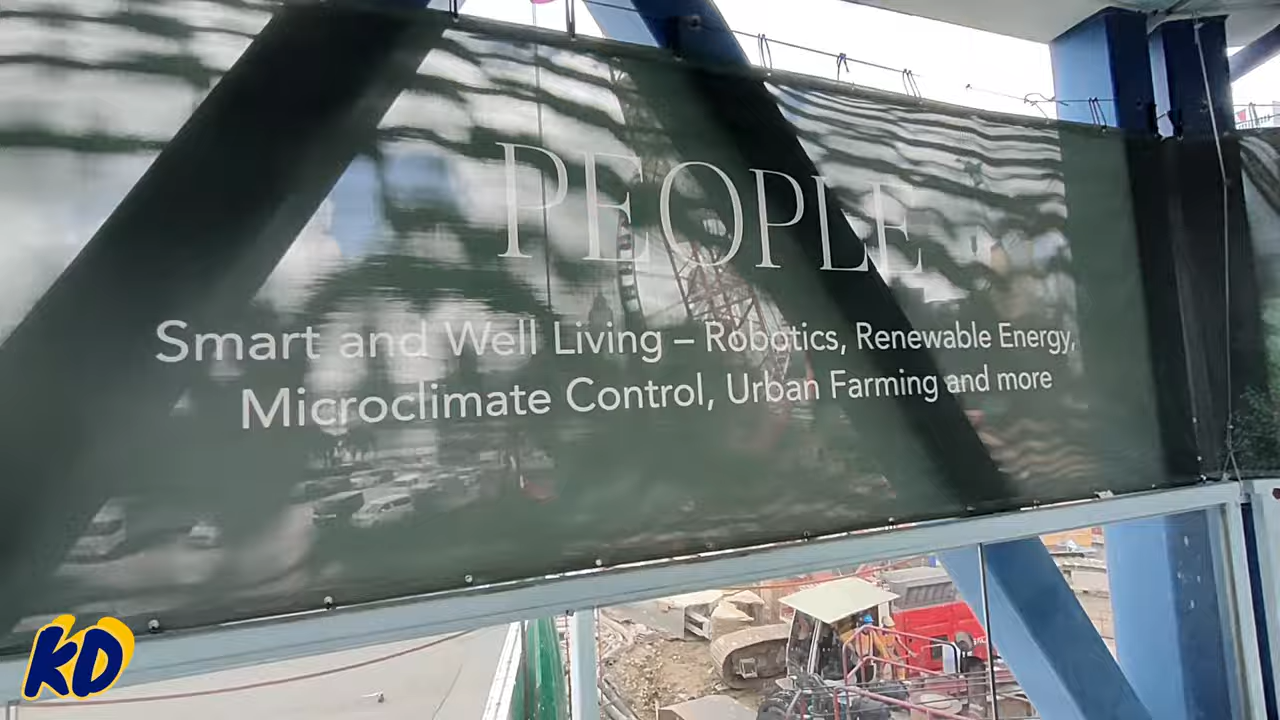 PEOPLE
Smart and Well Living – Robotics, Renewable Energy,
Microclimate Control, Urban Farming and more
KD